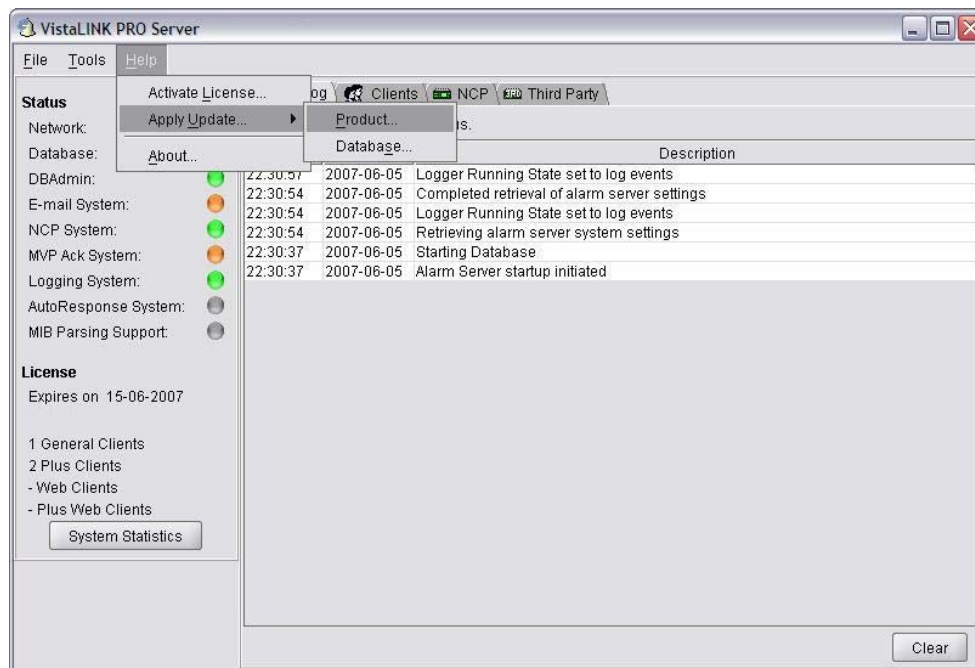 VistaLINK PRO Server
File Tools Help
Activate License...
Apply Update...
About...
Product...
Database...
og Clients NCP Third Party
us.
Status
Network:
Database:
DBAdmin:
E-mail System:
NCP System:
MVP Ack System:
Logging System:
AutoResponse System:
MIB Parsing Support:
License
Expires on 15-06-2007
1 General Clients
2 Plus Clients
- Web Clients
- Plus Web Clients
System Statistics
Description
22:30:57 2007-06-05 Logger Running State set to log events
22:30:54 2007-06-05 Completed retrieval of alarm server settings
22:30:54 2007-06-05 Logger Running State set to log events
22:30:54 2007-06-05 Retrieving alarm server system settings
22:30:37 2007-06-05 Starting Database
22:30:37 2007-06-05 Alarm Server startup initiated
Clear